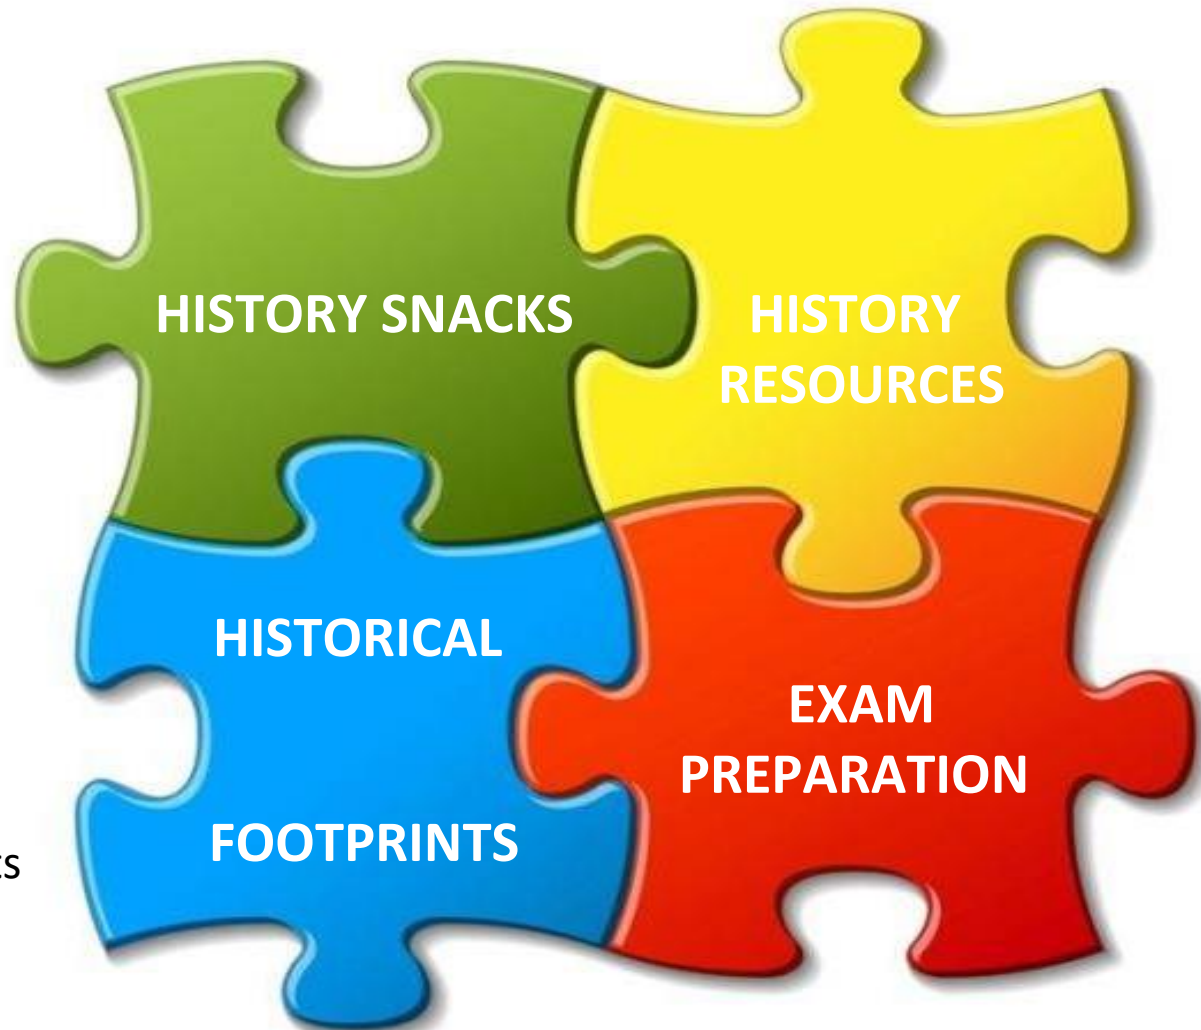 HISTORY SNACKS
HISTORY
RESOURCES
HISTORICAL
FOOTPRINTS
EXAM
PREPARATION